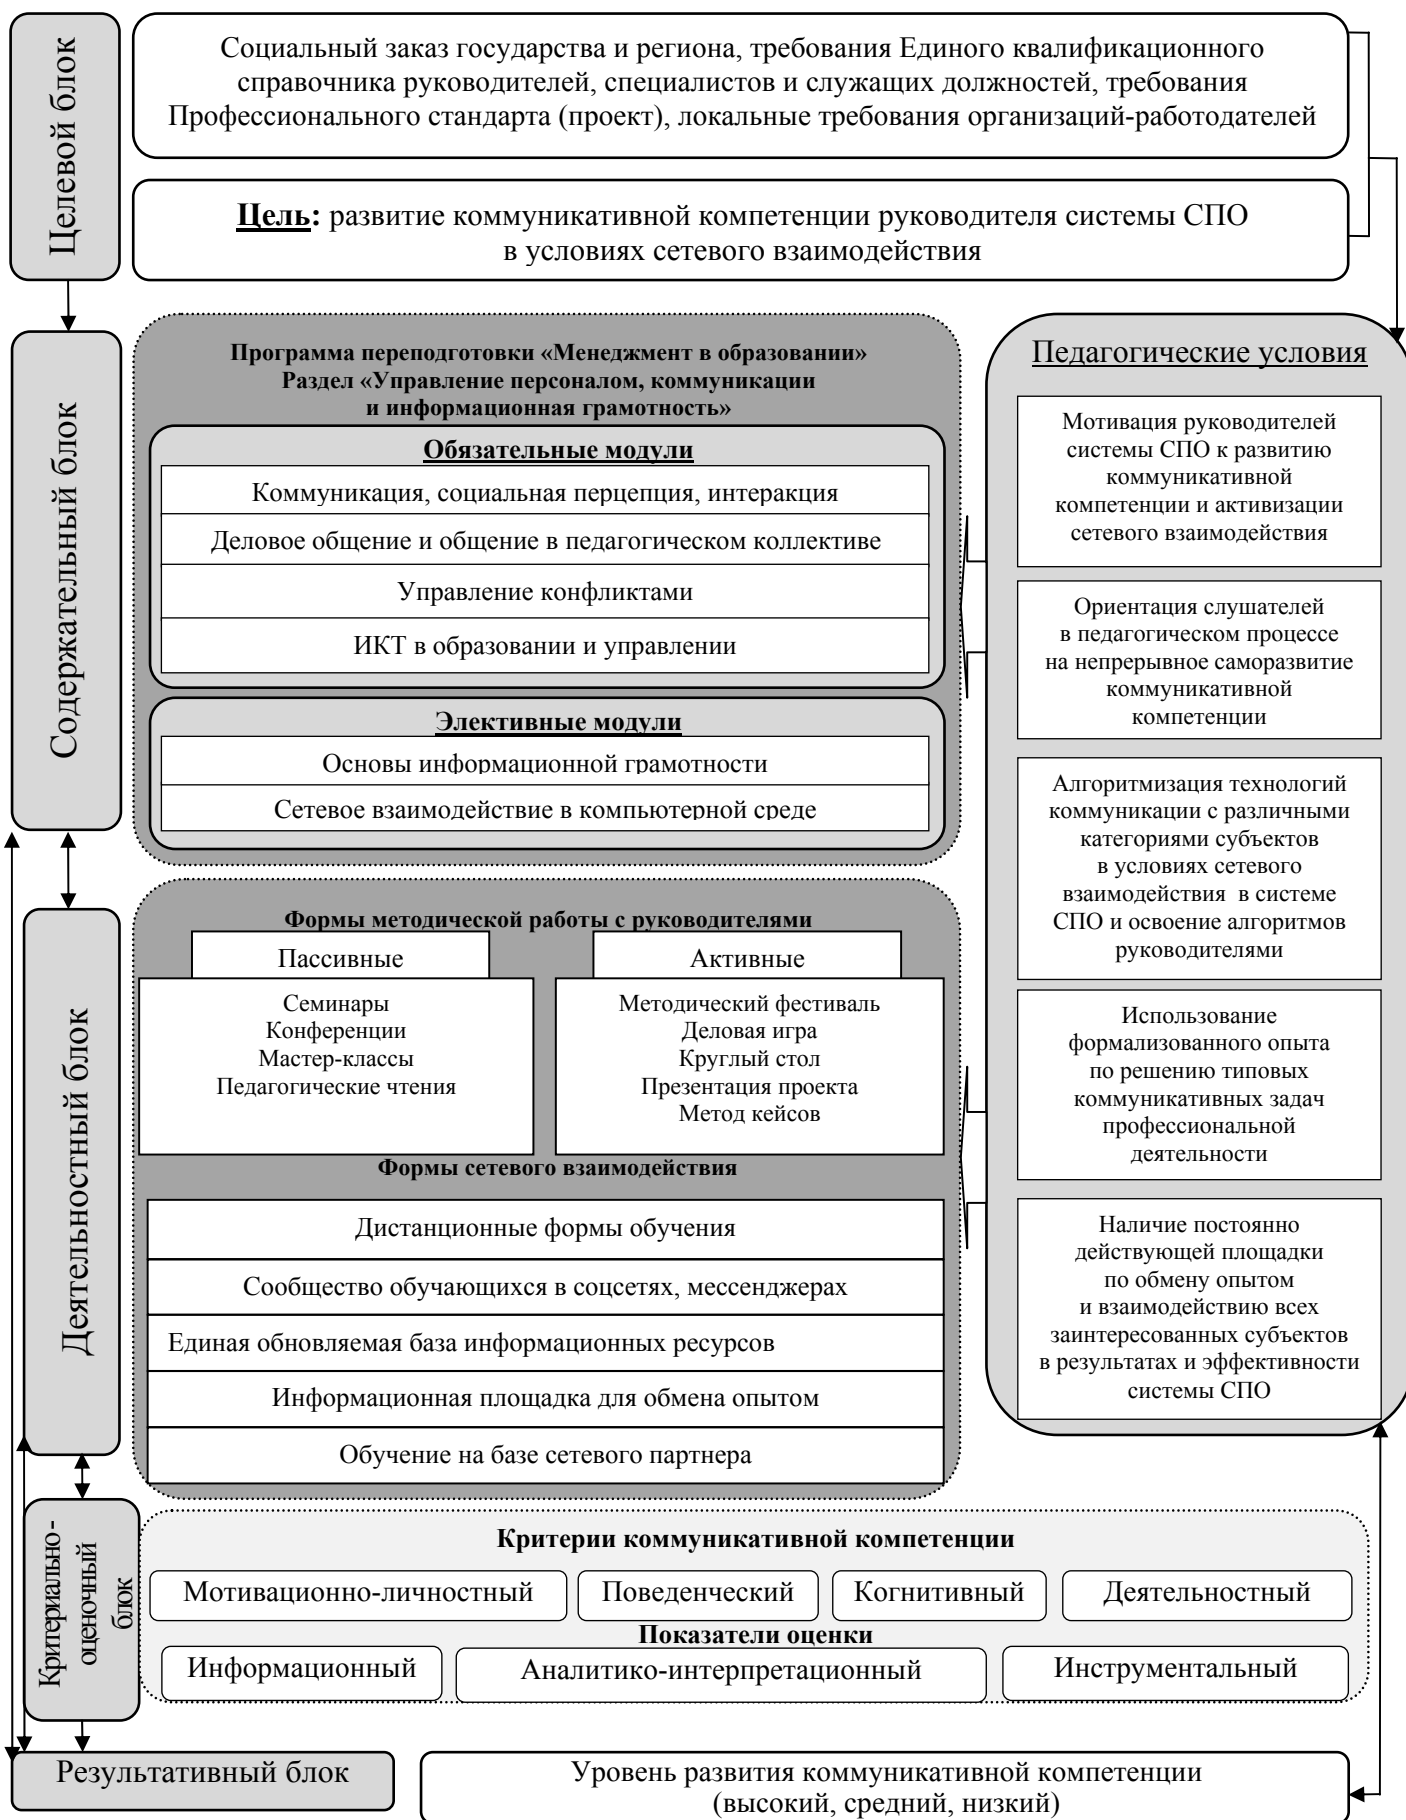 Целевой блок
Социальный заказ государства и региона, требования Единого квалификационного
справочника руководителей, специалистов и служащих должностей, требования
Профессионального стандарта (проект), локальные требования организаций-работодателей
Цель: развитие коммуникативной компетенции руководителя системы СПО
в условиях сетевого взаимодействия
Содержательный блок
Программа переподготовки «Менеджмент в образовании»
Раздел «Управление персоналом, коммуникации
и информационная грамотность»
Обязательные модули
Коммуникация, социальная перцепция, интеракция
Деловое общение и общение в педагогическом коллективе
Управление конфликтами
ИКТ в образовании и управлении
Элективные модули
Основы информационной грамотности
Сетевое взаимодействие в компьютерной среде
Педагогические условия
Мотивация руководителей
системы СПО к развитию
коммуникативной
компетенции и активизации
сетевого взаимодействия
Ориентация слушателей
в педагогическом процессе
на непрерывное саморазвитие
коммуникативной
компетенции
Алгоритмизация технологий
коммуникации с различными
категориями субъектов
в условиях сетевого
взаимодействия в системе
СПО и освоение алгоритмов
руководителями
Использование
формализованного опыта
по решению типовых
коммуникативных задач
профессиональной
деятельности
Наличие постоянно
действующей площадки
по обмену опытом
и взаимодействию всех
заинтересованных субъектов
в результатах и эффективности
системы СПО
Деятельностный блок
Формы методической работы с руководителями
Пассивные
Семинары
Конференции
Мастер-классы
Педагогические чтения
Активные
Методический фестиваль
Деловая игра
Круглый стол
Презентация проекта
Метод кейсов
Формы сетевого взаимодействия
Дистанционные формы обучения
Сообщество обучающихся в соцсетях, мессенджерах
Единая обновляемая база информационных ресурсов
Информационная площадка для обмена опытом
Обучение на базе сетевого партнера
Критериально-
оценочный
блок
Критерии коммуникативной компетенции
Мотивационно-личностный
Поведенческий
Когнитивный
Деятельностный
Показатели оценки
Информационный
Аналитико-интерпретационный
Инструментальный
Результативный блок
Уровень развития коммуникативной компетенции
(высокий, средний, низкий)